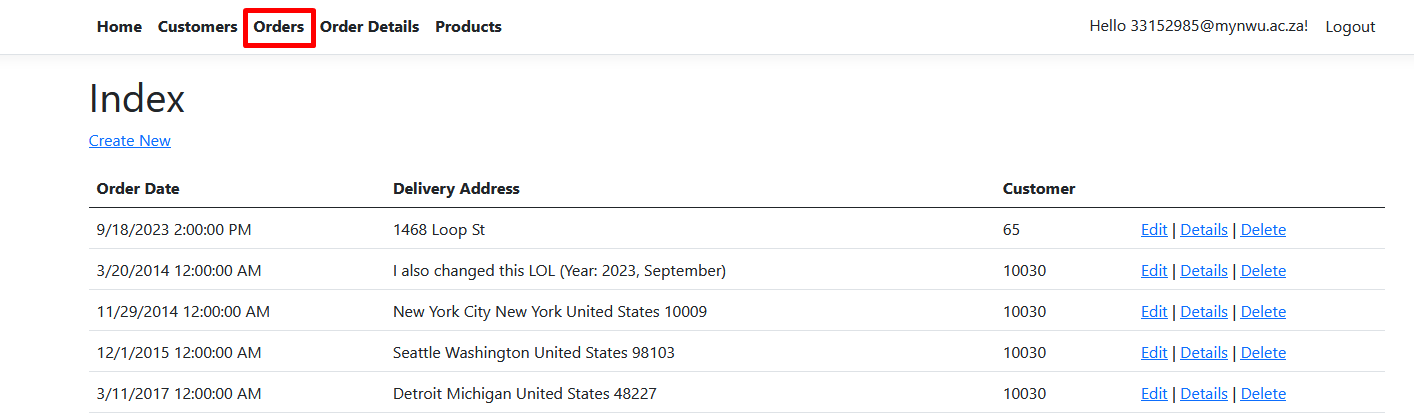 Home Customers Orders Order Details Products Hello 33152985@mynwu.ac.za! Logout
Index
Create New
Order Date Delivery Address Customer
9/18/2023 2:00:00 PM 1468 Loop St 65 Edit | Details | Delete
3/20/2014 12:00:00 AM I also changed this LOL (Year: 2023, September) 10030 Edit | Details | Delete
11/29/2014 12:00:00 AM New York City New York United States 10009 10030 Edit | Details | Delete
12/1/2015 12:00:00 AM Seattle Washington United States 98103 10030 Edit | Details | Delete
3/11/2017 12:00:00 AM Detroit Michigan United States 48227 10030 Edit | Details | Delete